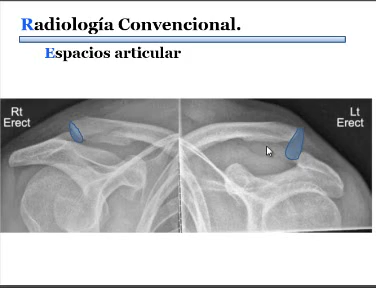 Radiología Convencional.
Espacios articular
Rt
Erect
Lt
Erect